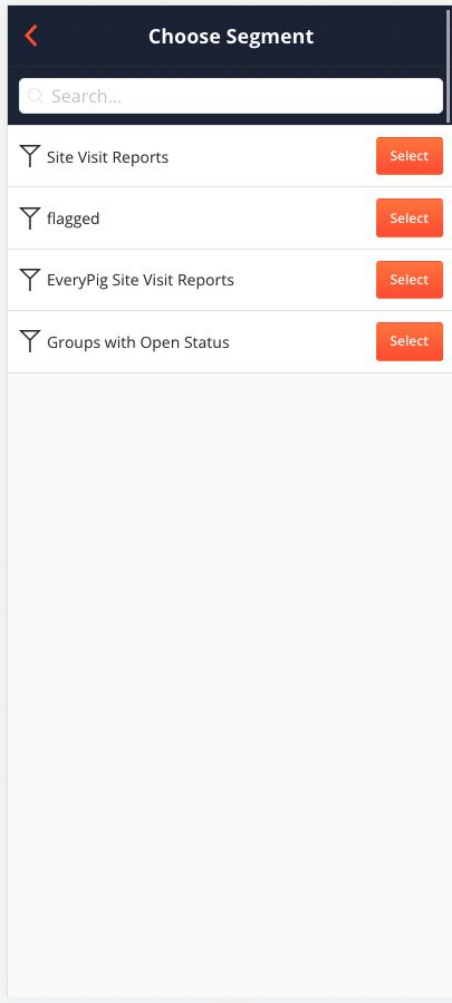 Choose Segment
Search...
Site Visit Reports
Select
flagged
Select
EveryPig Site Visit Reports
Select
Groups with Open Status
Select